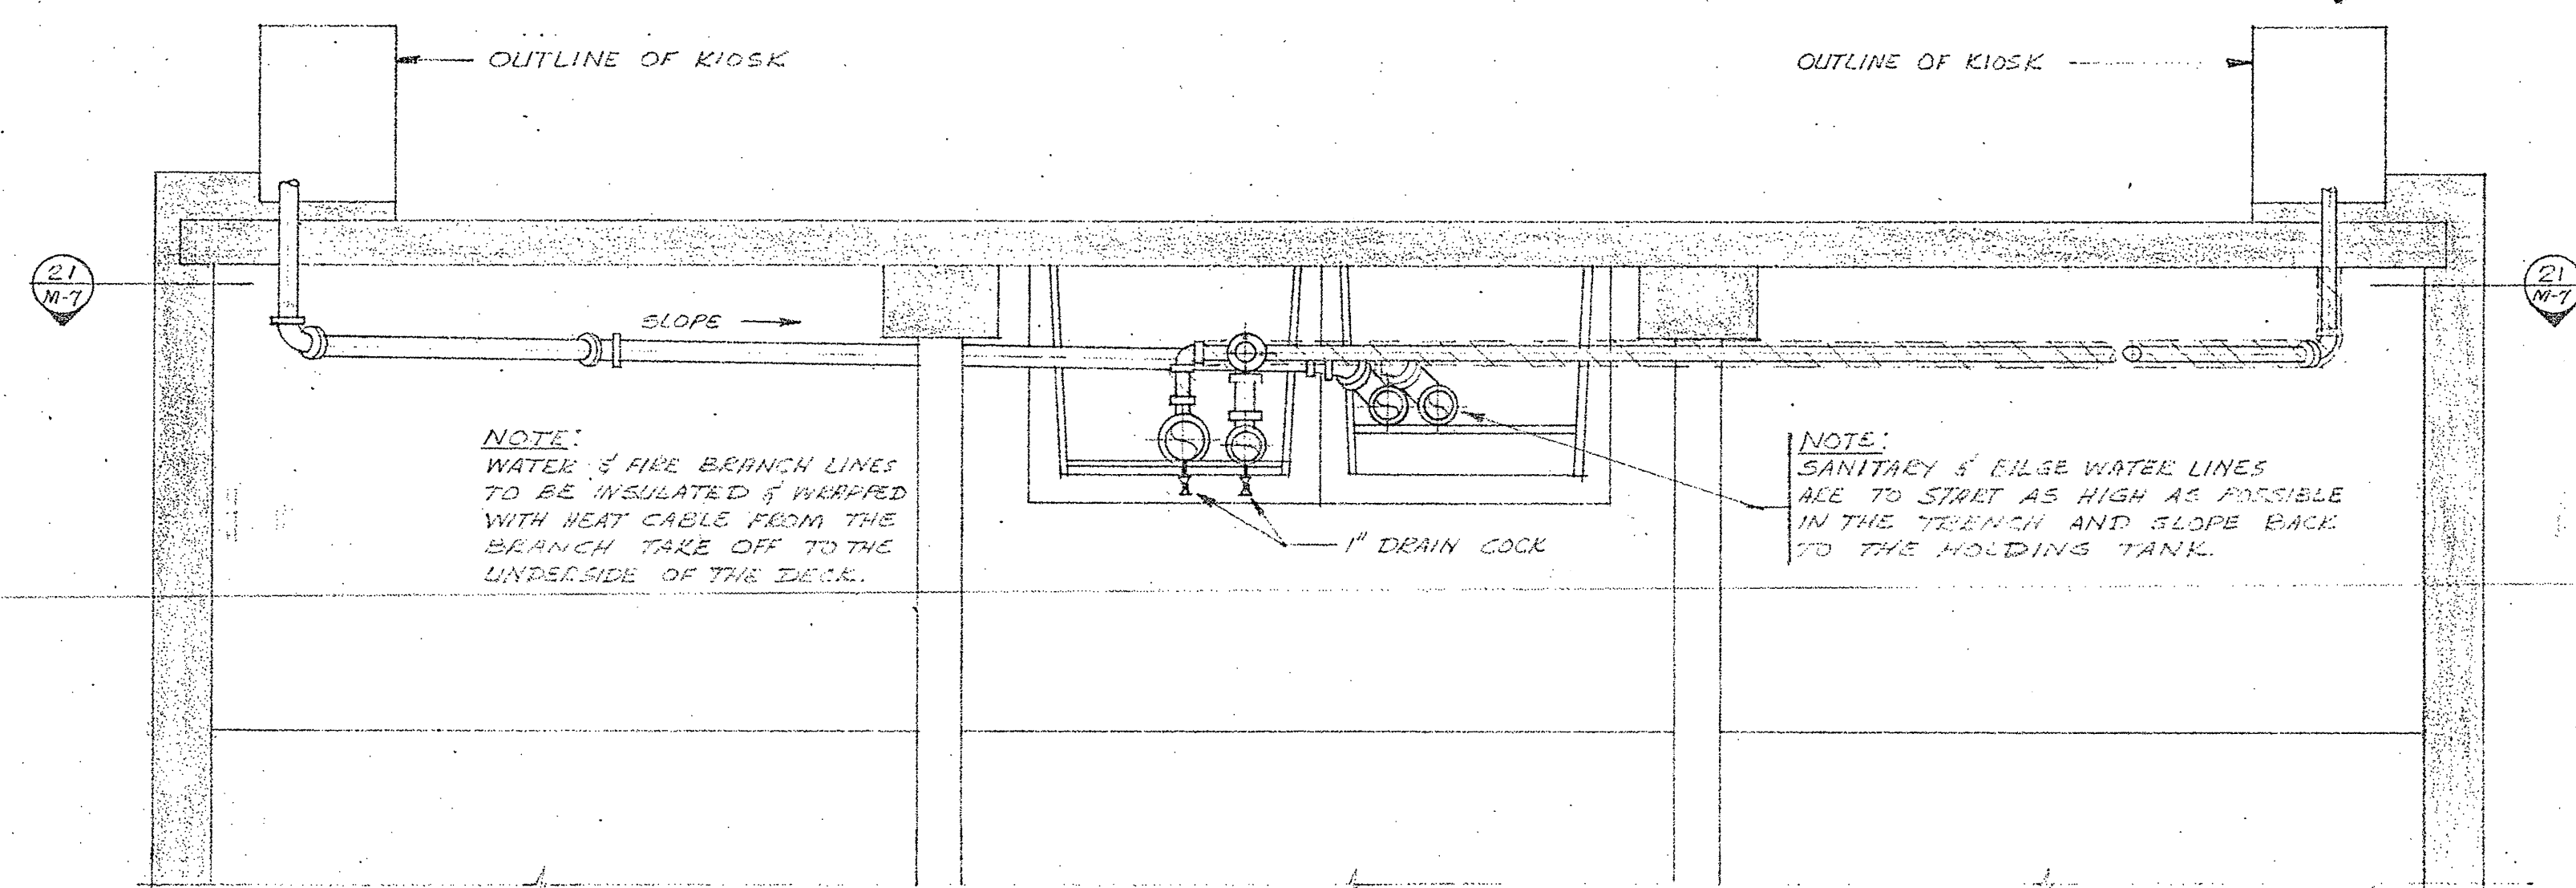 OUTLINE OF KIOSK
OUTLINE OF KIOSK
21
M-7
21
M-7
SLOPE
NOTE:
WATER & FIRE BRANCH LINES
TO BE INSULATED & WRAPPED
WITH HEAT CABLE FROM THE
BRANCH TAKE OFF TO THE
UNDERSIDE OF THE DECK.
1" DRAIN COCK
NOTE:
SANITARY & BILGE WATER LINES
ARE TO START AS HIGH AS POSSIBLE
IN THE TRENCH AND SLOPE BACK
TO THE HOLDING TANK.